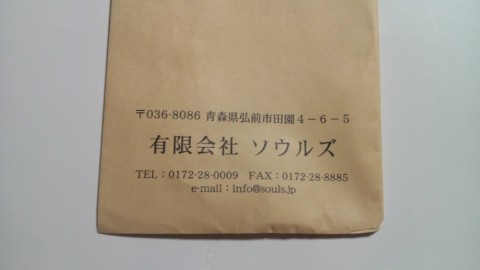 〒036-8086 青森県弘前市田園4－6－5
有限会社 ソウルズ
TEL：0172-28-0009　FAX：0172-28-8885
e-mail：info@souls.jp